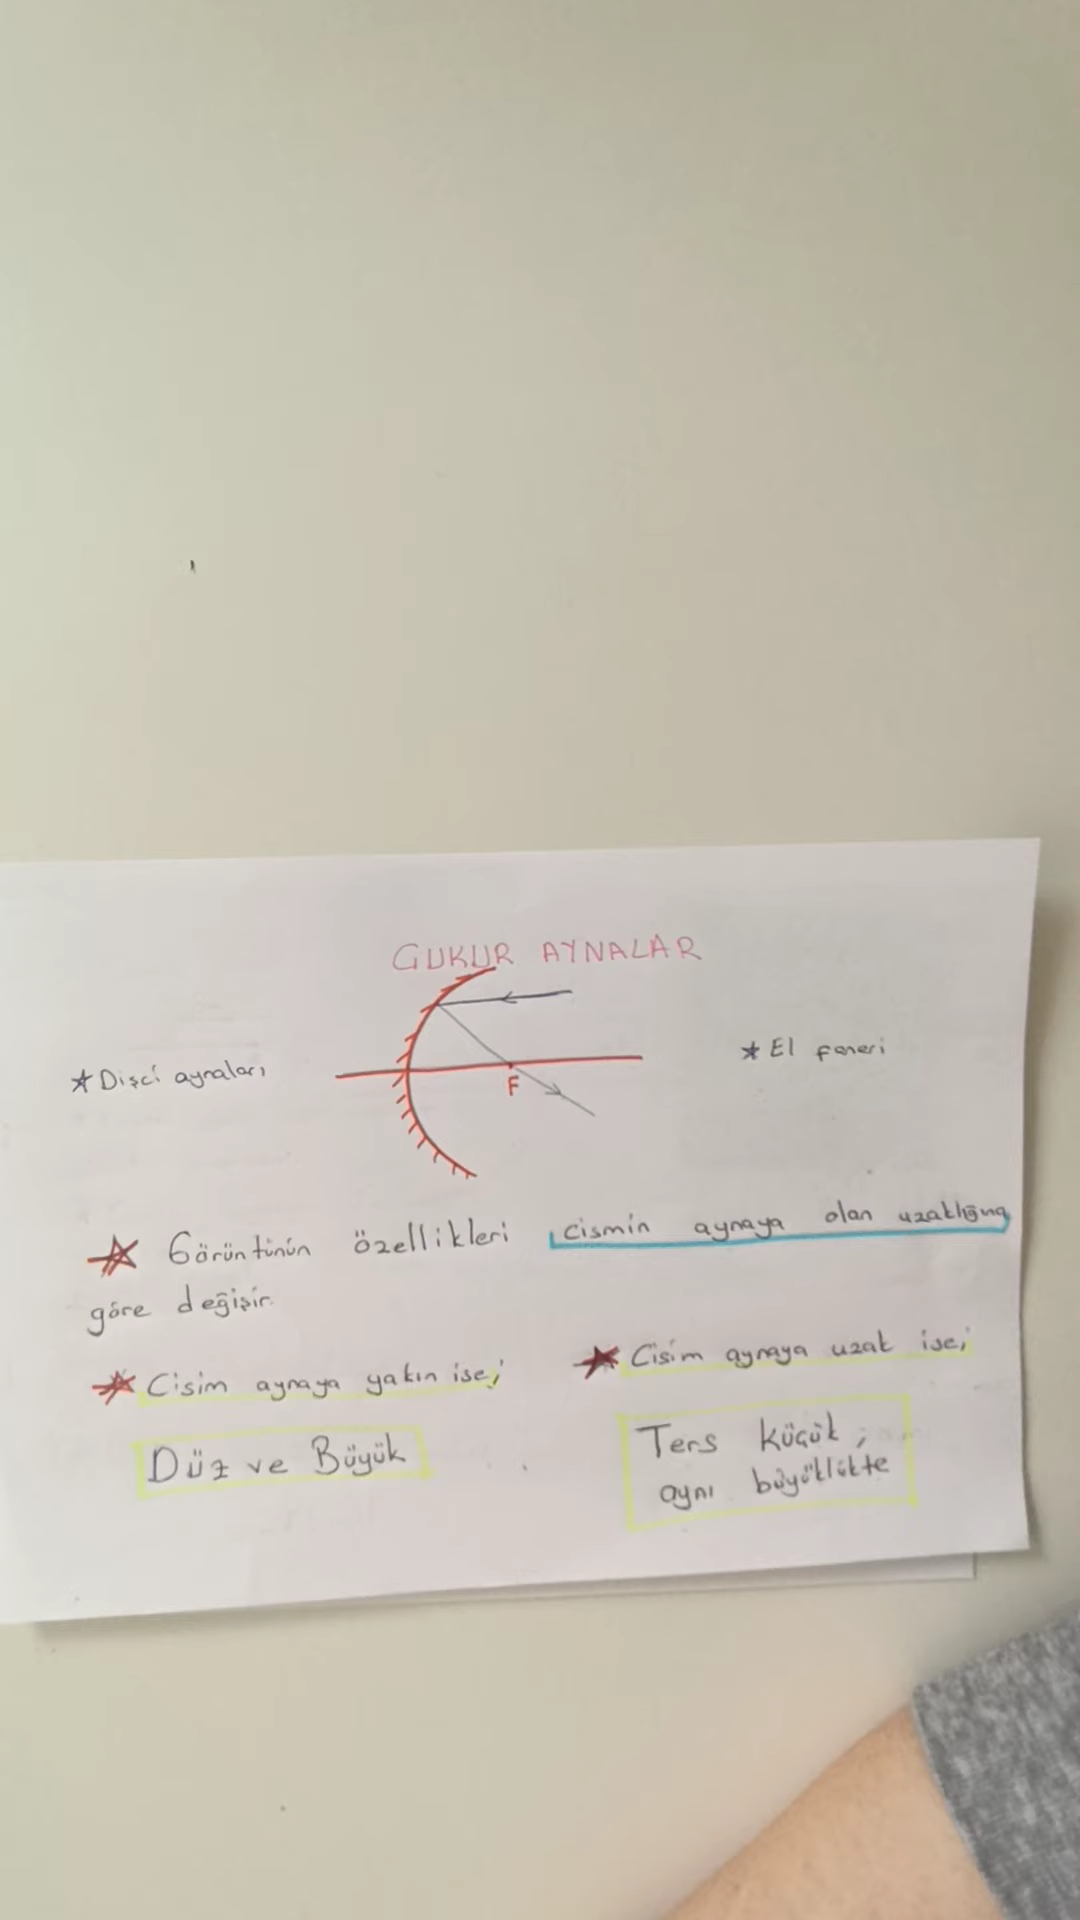 GUKUR AYNALAR
* Dişci aynaları
* El feneri
F
Görüntünün özellikleri cismin aynaya olan uzaklığına
göre değişir.
Cisim aynaya yakın ise;
Düz ve Büyük
Cisim aynaya uzak ise;
Ters küçük,
aynı büyüklükte